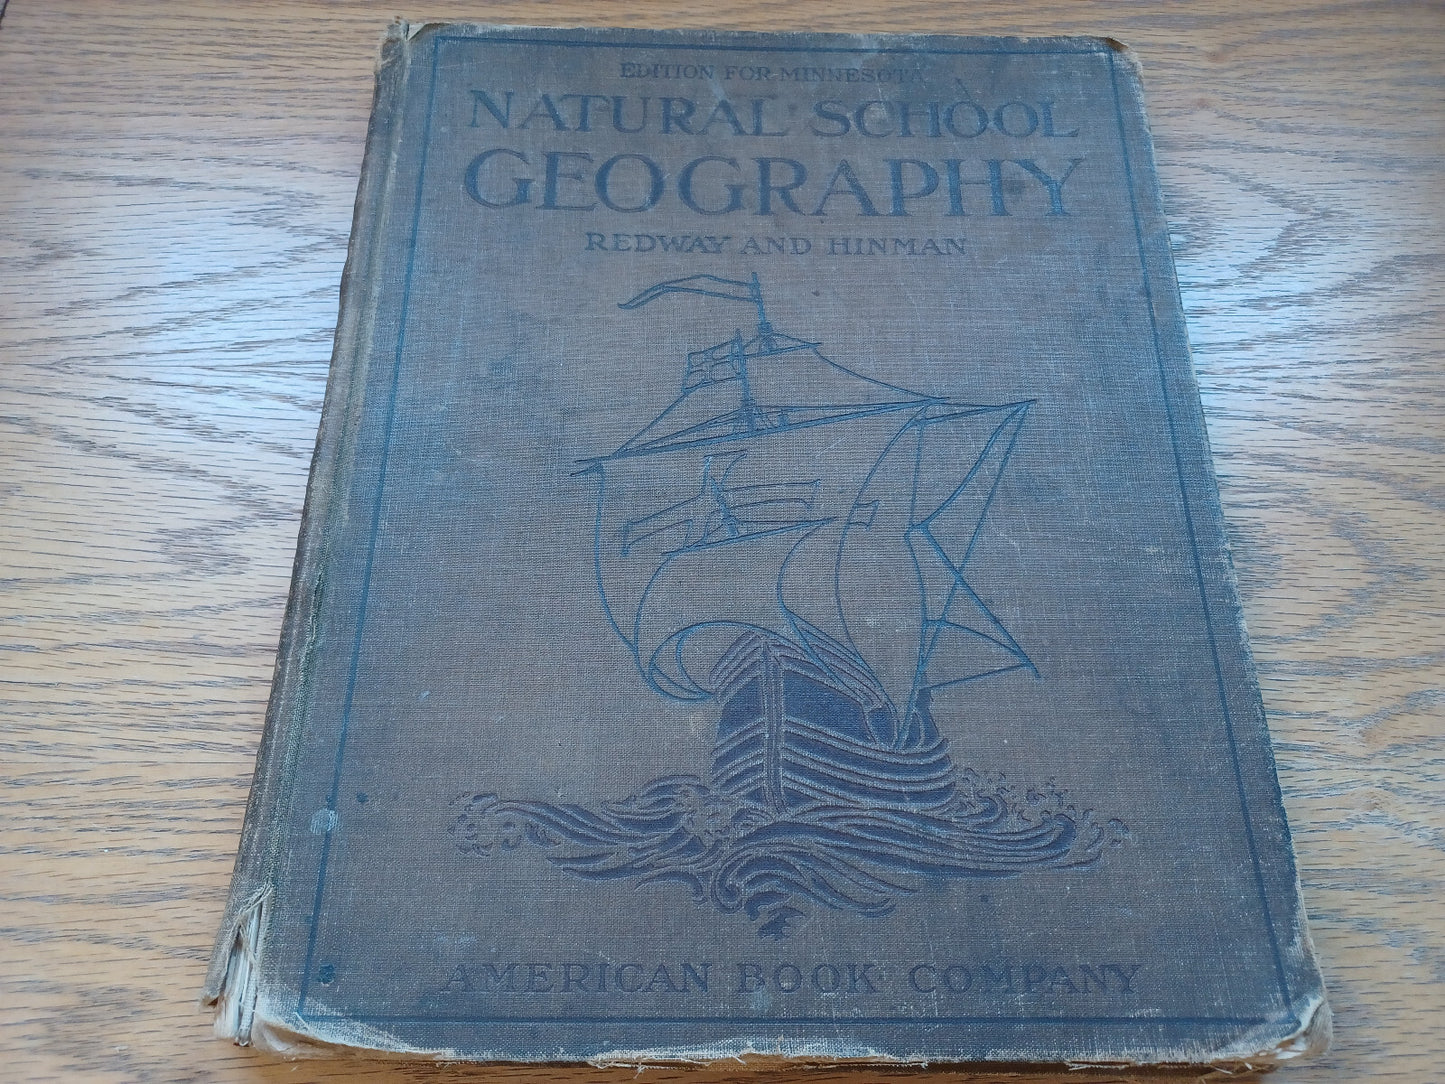 EDITION FOR MINNESOTA
NATURAL SCHOOL
GEOGRAPHY
REDWAY AND HINMAN
AMERICAN BOOK COMPANY